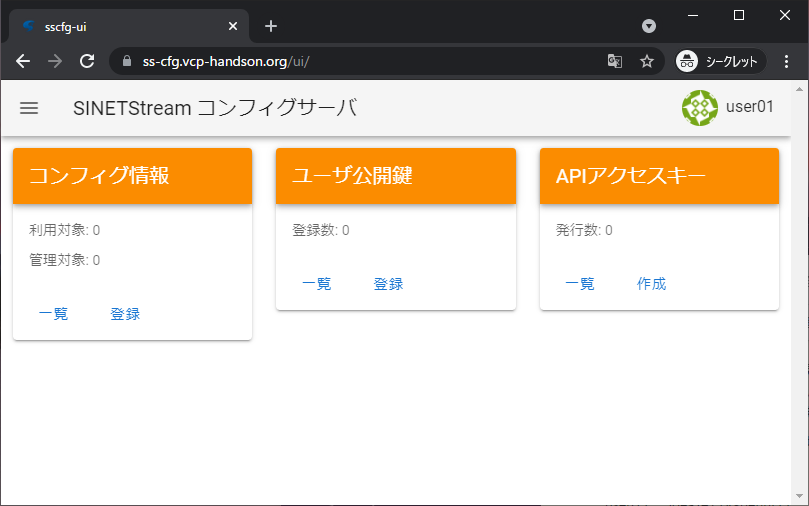 sscfg-ui
ss-cfg.vcp-handson.org/ui/
シークレット
SINETStream コンフィグサーバ
user01
コンフィグ情報
利用対象: 0
管理対象: 0
一覧 登録
ユーザ公開鍵
登録数: 0
一覧 登録
APIアクセスキー
発行数: 0
一覧 作成